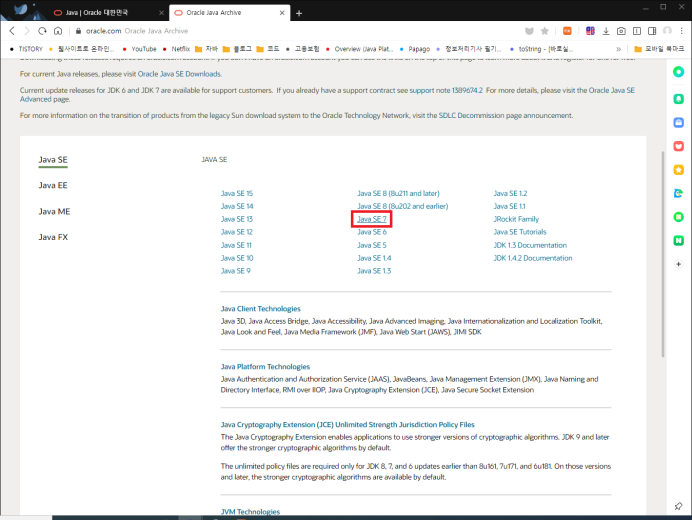 Java | Oracle 대한민국
Oracle Java Archive
oracle.com Oracle Java Archive
TISTORY
웹사이트로 온라인...
YouTube
Netflix
자바
블로그
코드
고용보험
Overview (Java Plat...
Papago
정보처리기사 필기...
toString - [바로실...
모바일 북마크
For current Java releases, please visit Oracle Java SE Downloads.
Current update releases for JDK 6 and JDK 7 are available for support customers. If you already have a support contract see support note 1389674.2 For more details, please visit the Oracle Java SE
Advanced page.
For more information on the transition of products from the legacy Sun download system to the Oracle Technology Network, visit the SDLC Decommission page announcement.
Java SE
Java EE
Java ME
Java FX
JAVA SE
Java SE 15
Java SE 14
Java SE 13
Java SE 12
Java SE 11
Java SE 10
Java SE 9
Java SE 8 (8u211 and later)
Java SE 8 (8u202 and earlier)
Java SE 7
Java SE 6
Java SE 5
Java SE 1.4
Java SE 1.3
Java SE 1.2
Java SE 1.1
JRockit Family
Java SE Tutorials
JDK 1.3 Documentation
JDK 1.4.2 Documentation
Java Client Technologies
Java 3D, Java Access Bridge, Java Accessibility, Java Advanced Imaging, Java Internationalization and Localization Toolkit,
Java Look and Feel, Java Media Framework (JMF), Java Web Start (JAWS), JIMI SDK
Java Platform Technologies
Java Authentication and Authorization Service (JAAS), JavaBeans, Java Management Extension (JMX), Java Naming and
Directory Interface, RMI over IIOP, Java Cryptography Extension (JCE), Java Secure Socket Extension
Java Cryptography Extension (JCE) Unlimited Strength Jurisdiction Policy Files
The Java Cryptography Extension enables applications to use stronger versions of cryptographic algorithms. JDK 9 and later
offer the stronger cryptographic algorithms by default.
The unlimited policy files are required only for JDK 8, 7, and 6 updates earlier than 8u161, 7u171, and 6u181. On those versions
and later, the stronger cryptographic algorithms are available by default.
JVM Technologies